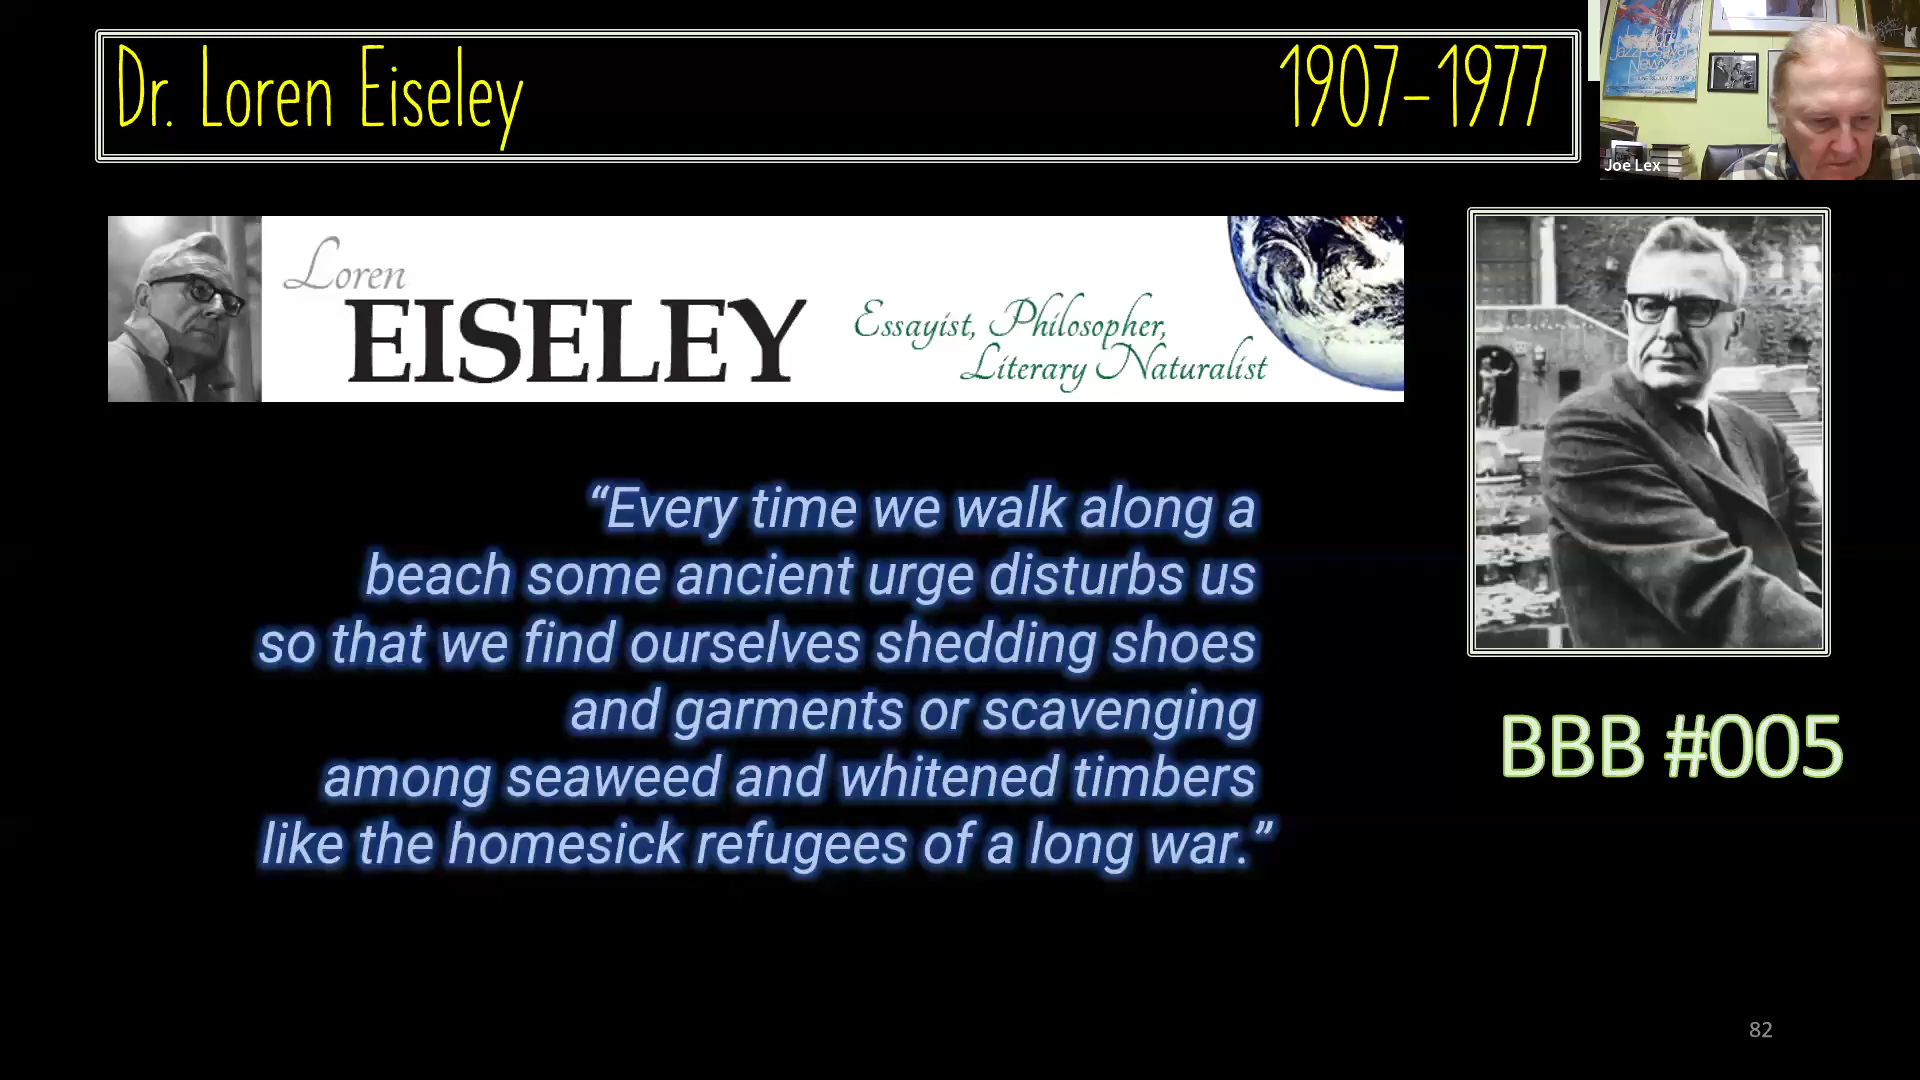 Dr. Loren Eiseley 1907-1977
Joe Lex
Loren
EISELEY
Essayist, Philosopher,
Literary Naturalist
“Every time we walk along a
beach some ancient urge disturbs us
so that we find ourselves shedding shoes
and garments or scavenging
among seaweed and whitened timbers
like the homesick refugees of a long war.”
BBB #005
82